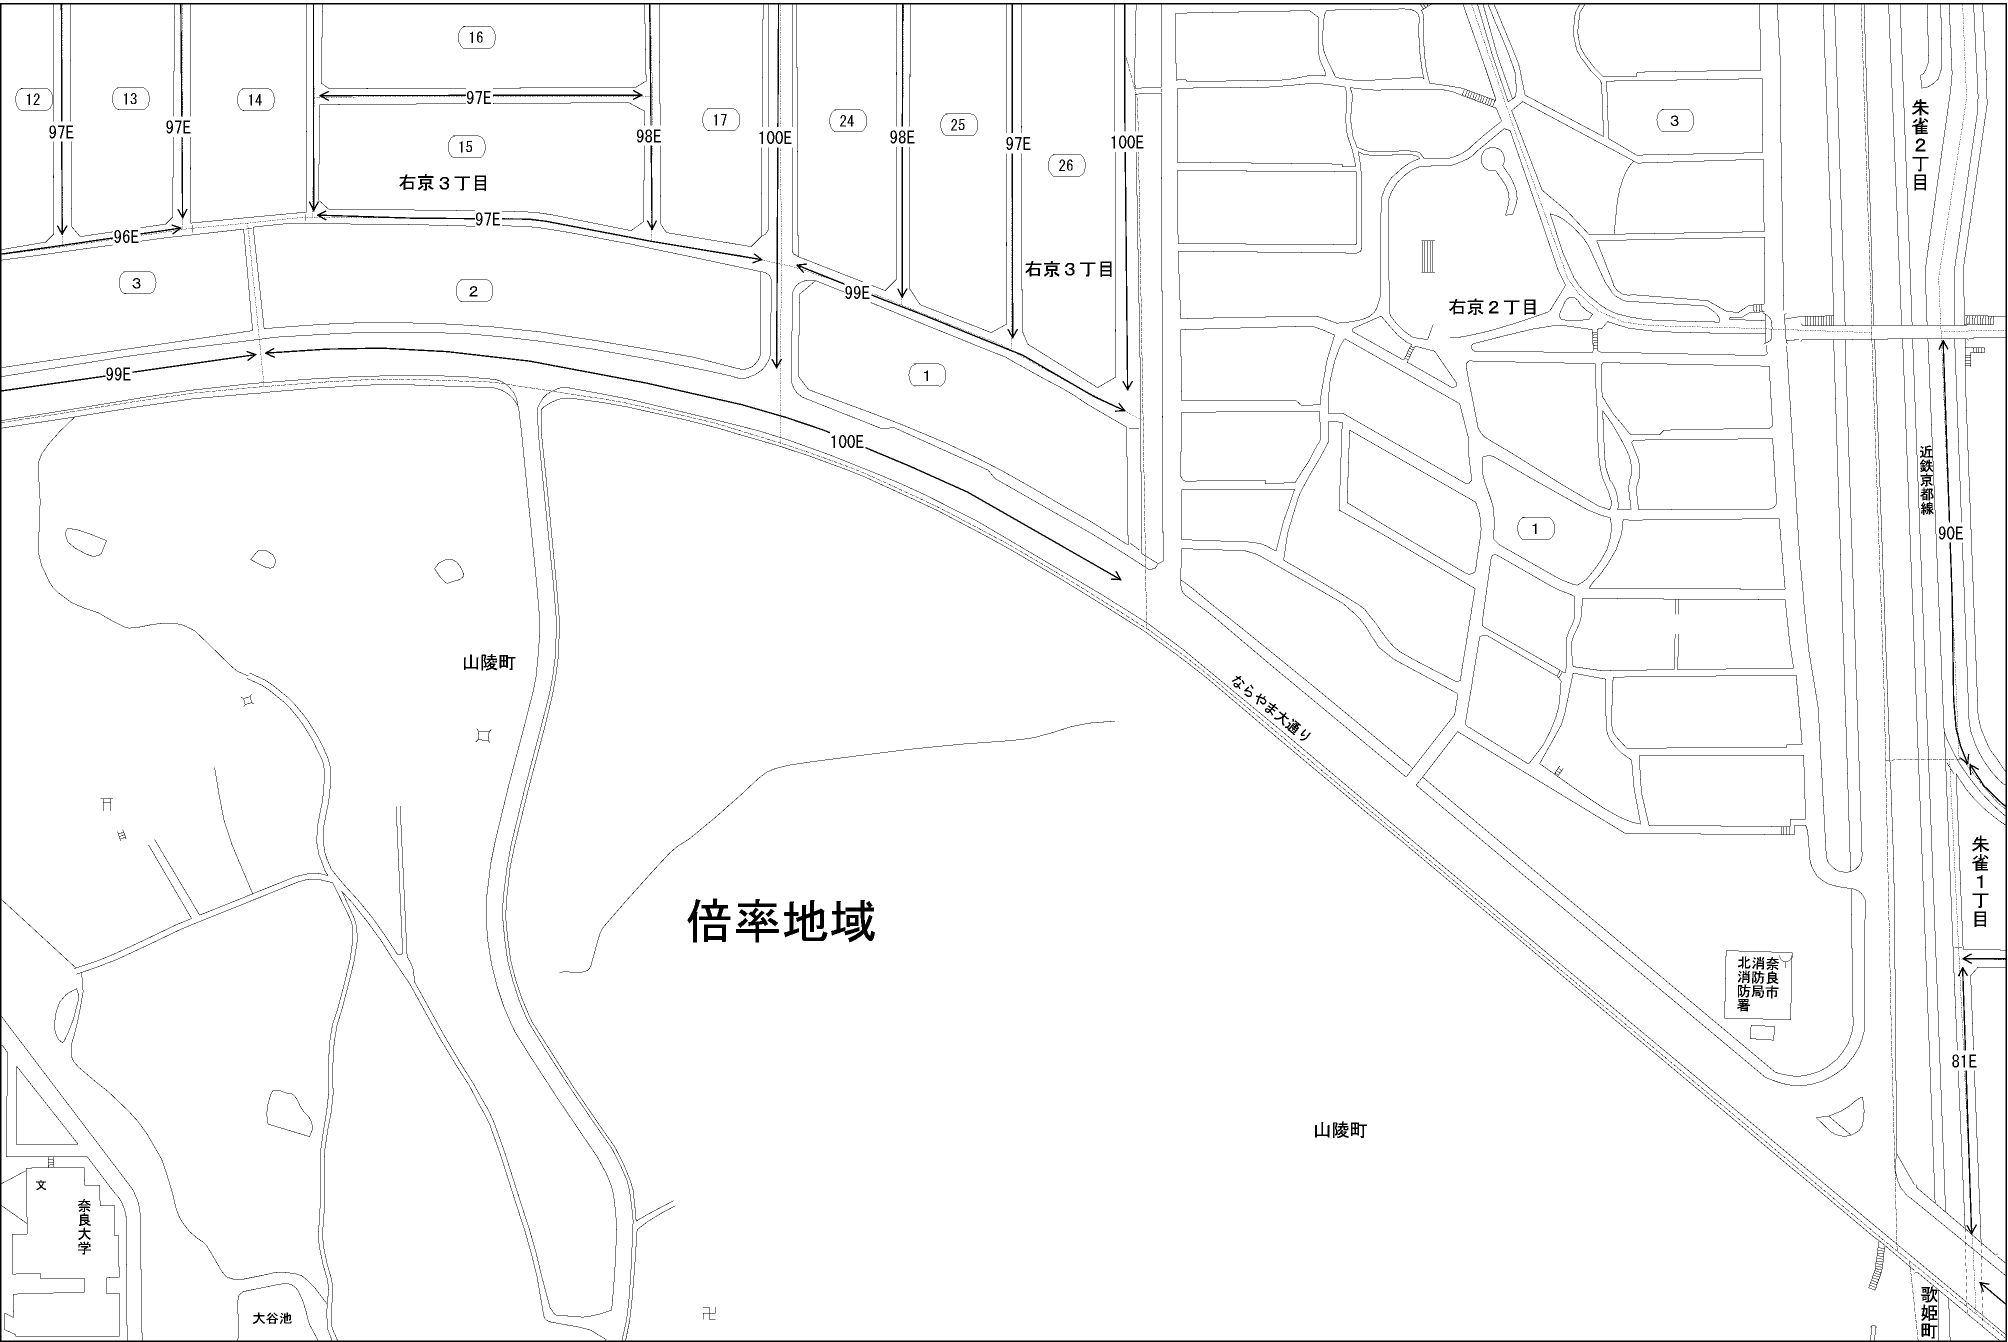 16
12
13
14
97E
17
24
25
3
朱雀2丁目
97E
97E
98E
100E
98E
97E
100E
15
26
右京3丁目
97E
96E
右京3丁目
3
2
99E
右京2丁目
99E
1
100E
近鉄京都線
1
90E
山陵町
ならやま大通り
朱雀1丁目
倍率地域
奈良市
消防局
北消防署
81E
山陵町
文
奈良大学
大谷池
歌姫町